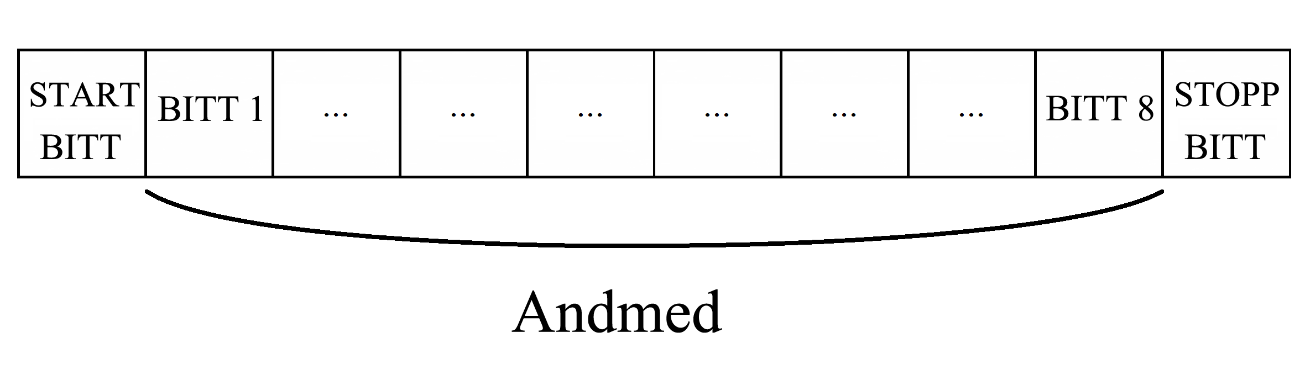 START
BITT
BITT 1
...
...
...
...
...
...
BITT 8
STOPP
BITT
Andmed